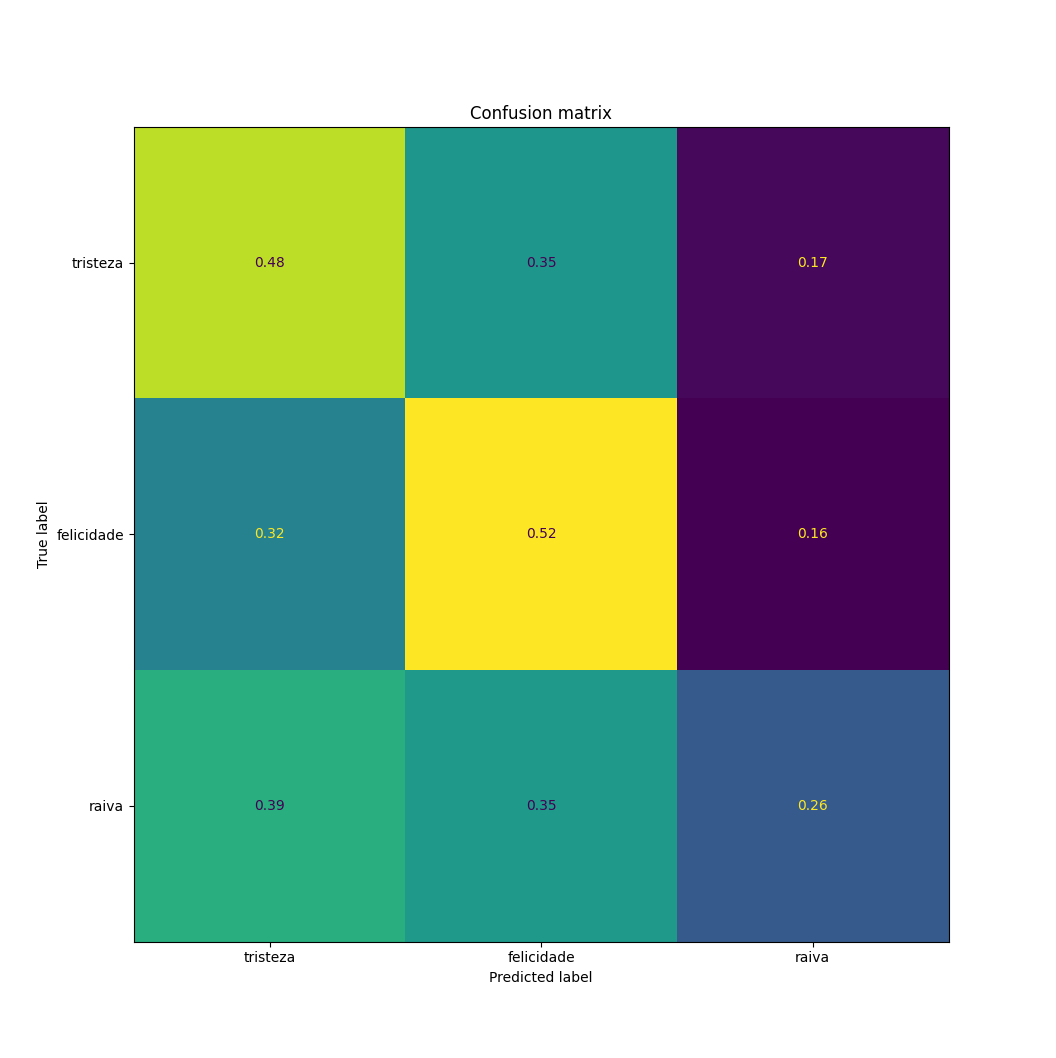 Confusion matrix
True label
tristeza
0.48 0.35 0.17
felicidade
0.32 0.52 0.16
raiva
0.39 0.35 0.26
tristeza felicidade raiva
Predicted label